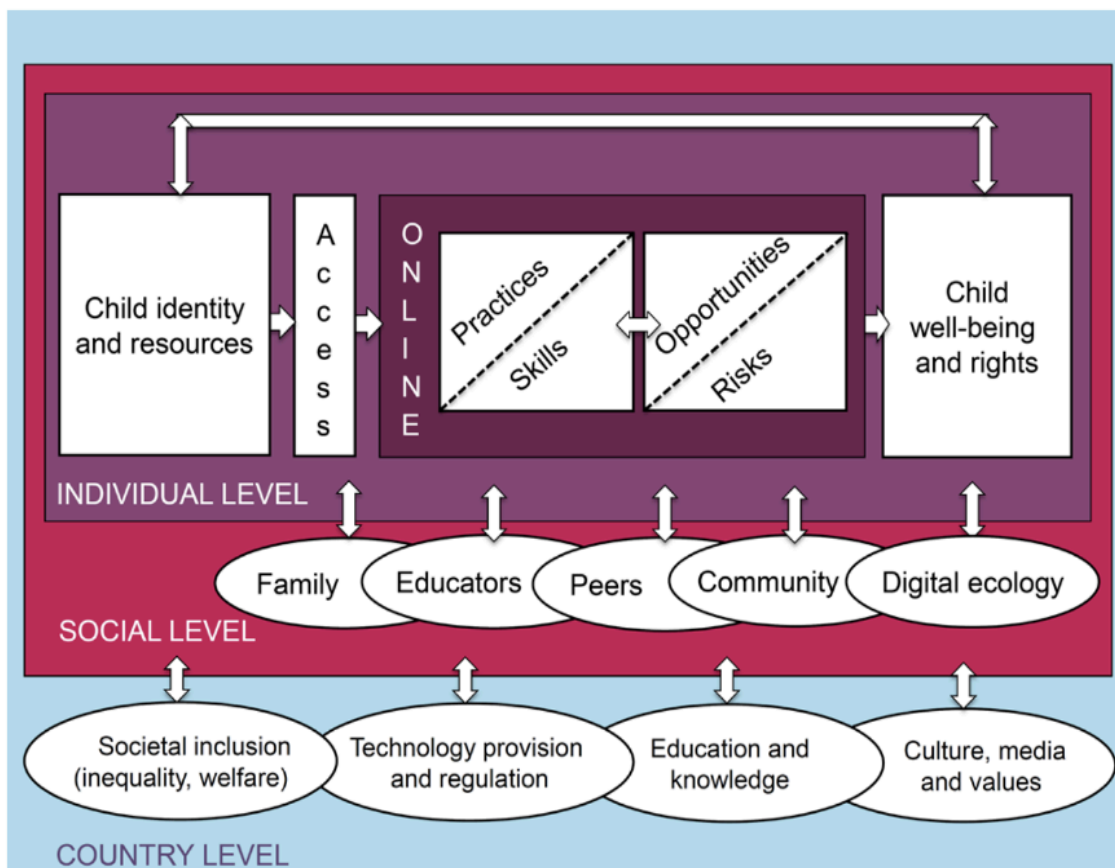 Child identity
and resources
Access
ONLINE
Practices
Skills
Opportunities
Risks
Child
well-being
and rights
INDIVIDUAL LEVEL
Family
Educators
Peers
Community
Digital ecology
SOCIAL LEVEL
Societal inclusion
(inequality, welfare)
Technology provision
and regulation
Education and
knowledge
Culture, media
and values
COUNTRY LEVEL